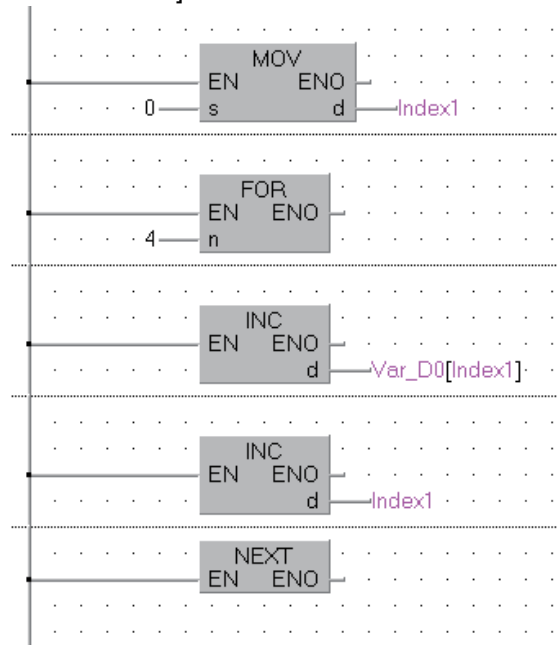 ]
MOV
EN ENO
0 s d Index1
FOR
EN ENO
4 n
INC
EN ENO
d Var_D0[Index1]
INC
EN ENO
d Index1
NEXT
EN ENO